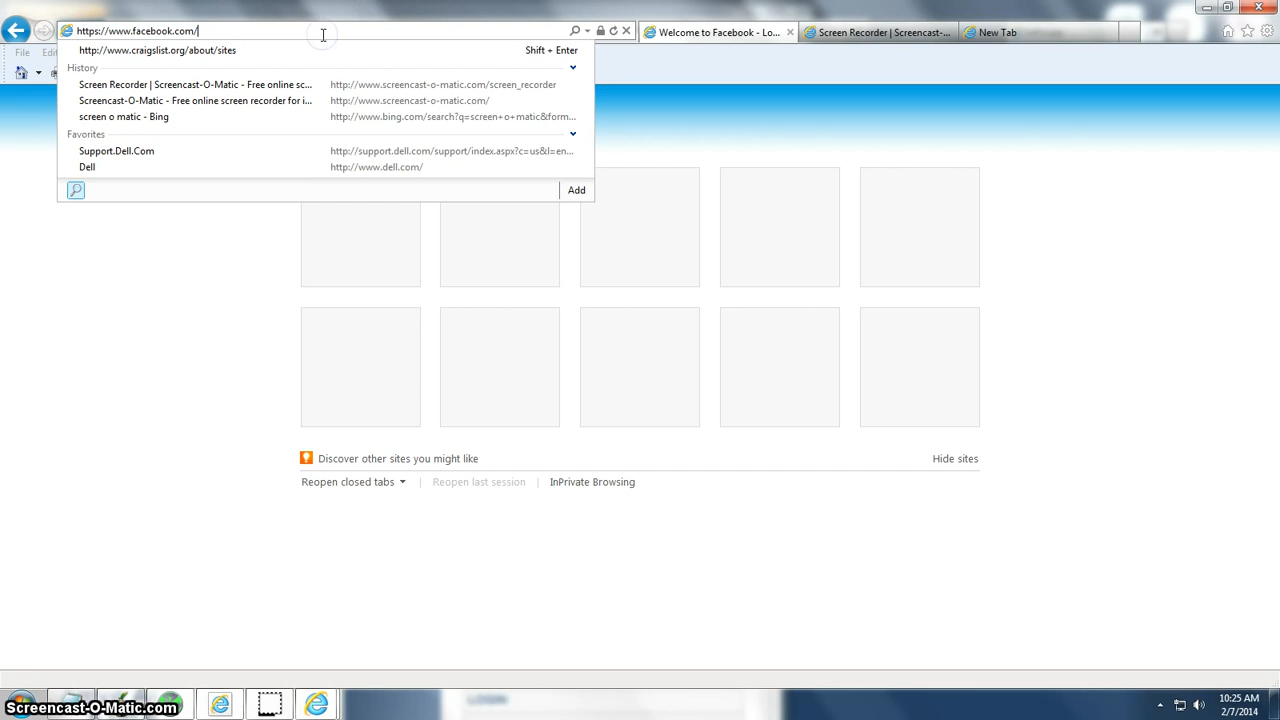 https://www.facebook.com/
Welcome to Facebook - Lo...
Screen Recorder | Screencast-...
New Tab
File
http://www.craigslist.org/about/sites
Shift + Enter
History
Screen Recorder | Screencast-O-Matic - Free online sc...
http://www.screencast-o-matic.com/screen_recorder
Screencast-O-Matic - Free online screen recorder for i...
http://www.screencast-o-matic.com/
screen o matic - Bing
http://www.bing.com/search?q=screen+o+matic&form...
Favorites
Support.Dell.Com
http://support.dell.com/support/index.aspx?c=us&l=en...
Dell
http://www.dell.com/
Add
Discover other sites you might like
Hide sites
Reopen closed tabs
Reopen last session
InPrivate Browsing
LOGIN
10:25 AM
2/7/2014
Screencast-O-Matic.com